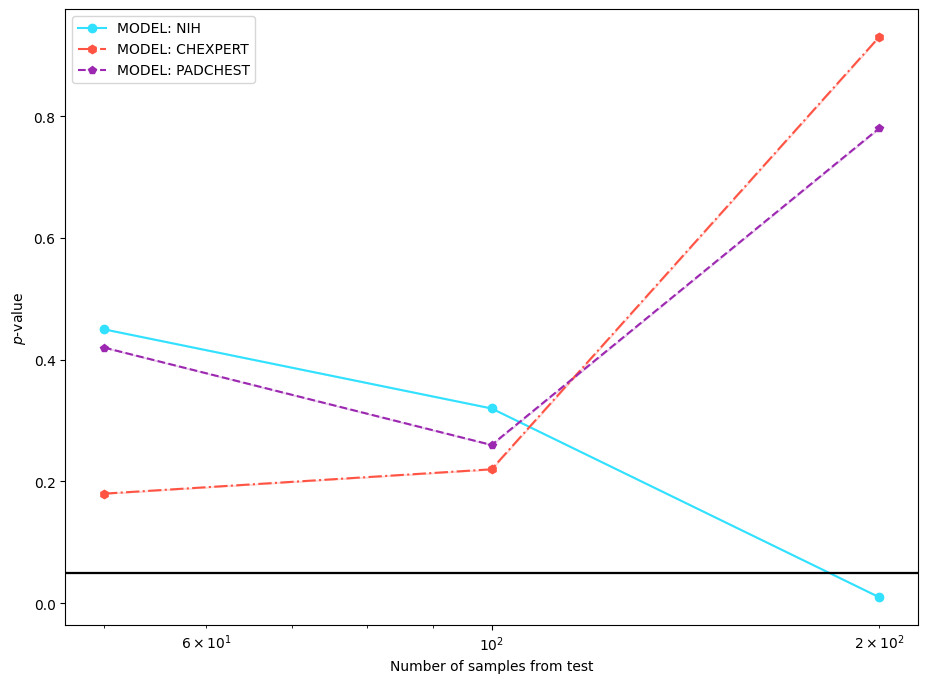 MODEL: NIH
MODEL: CHEXPERT
MODEL: PADCHEST
0.8
0.6
0.4
0.2
0.0
p-value
6 × 10¹
10²
2 × 10²
Number of samples from test